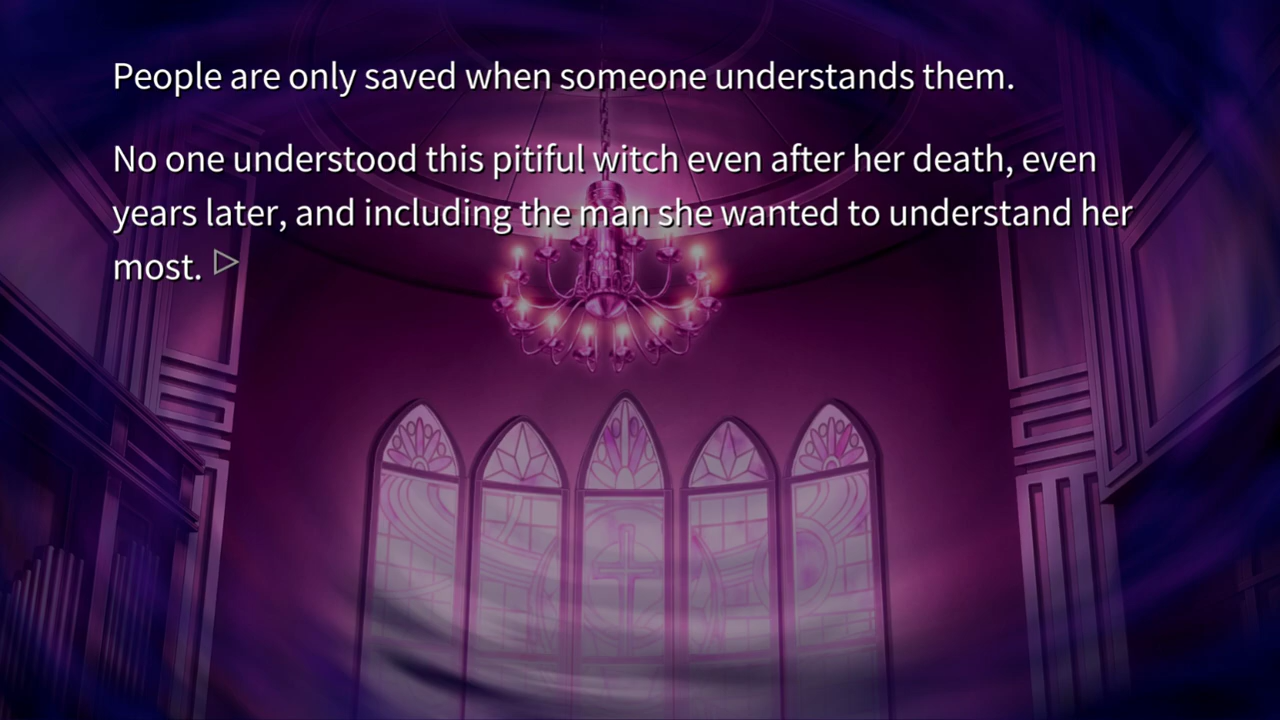 People are only saved when someone understands them.
No one understood this pitiful witch even after her death, even
years later, and including the man she wanted to understand her
most.